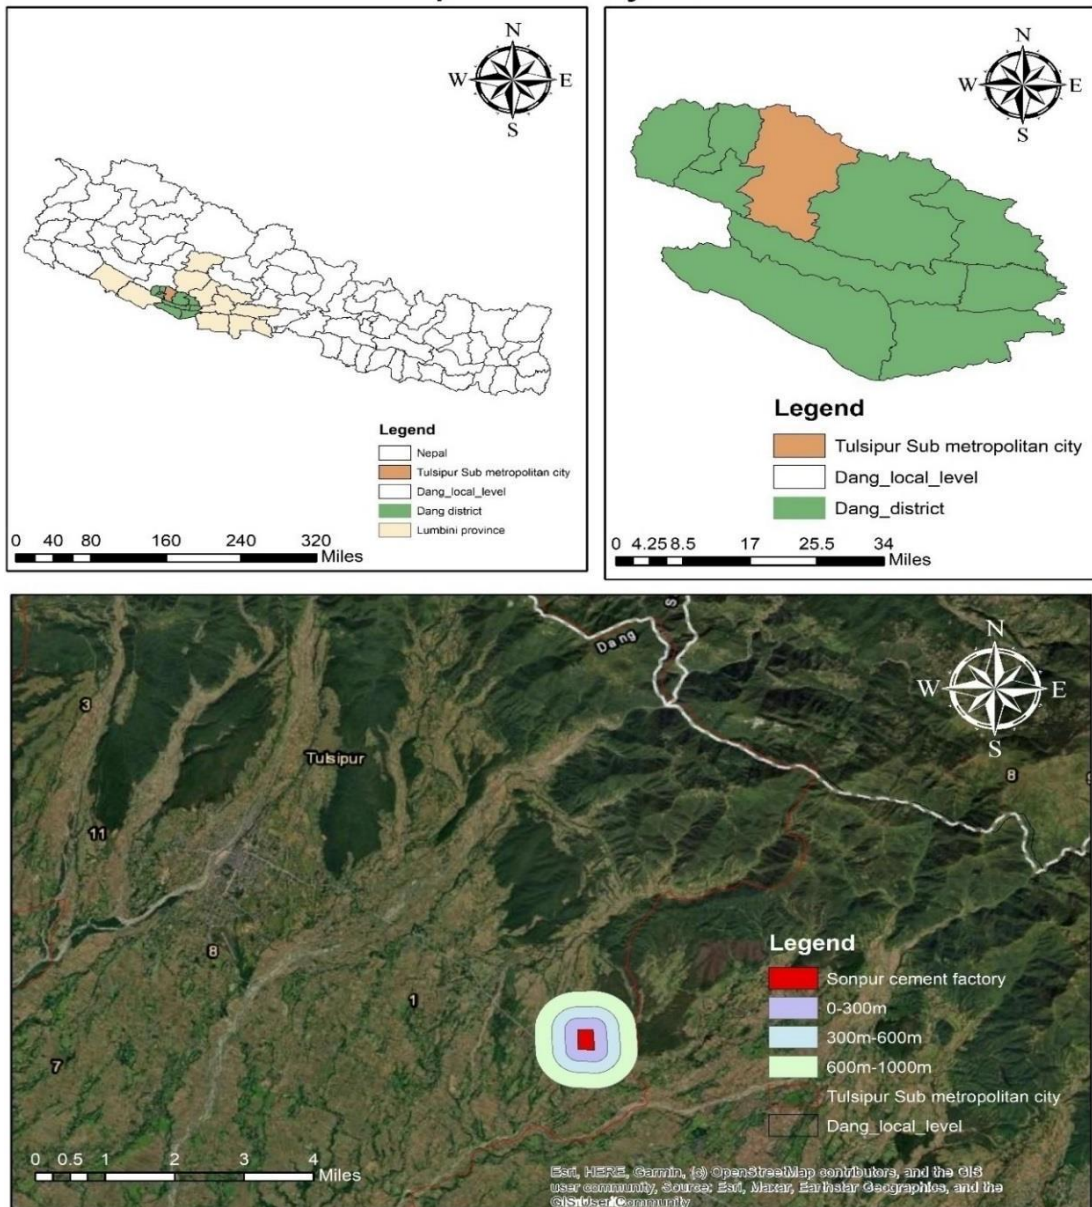 N
W E
S
Legend
Nepal
Tulsipur Sub metropolitan city
Dang_local_level
Dang district
Lumbini province
0 40 80 160 240 320
Miles
N
W E
S
Legend
Tulsipur Sub metropolitan city
Dang_local_level
Dang_district
0 4.25 8.5 17 25.5 34
Miles
S
Dang
N
W E
S
3
Tulsipur
8
11
8
1
7
Legend
Sonpur cement factory
0-300m
300m-600m
600m-1000m
Tulsipur Sub metropolitan city
Dang_local_level
0 0.5 1 2 3 4
Miles
Esri, HERE, Garmin, (c) OpenStreetMap contributors, and the GIS
user community, Source: Esri, Maxar, Earthstar Geographics, and the
GIS User Community